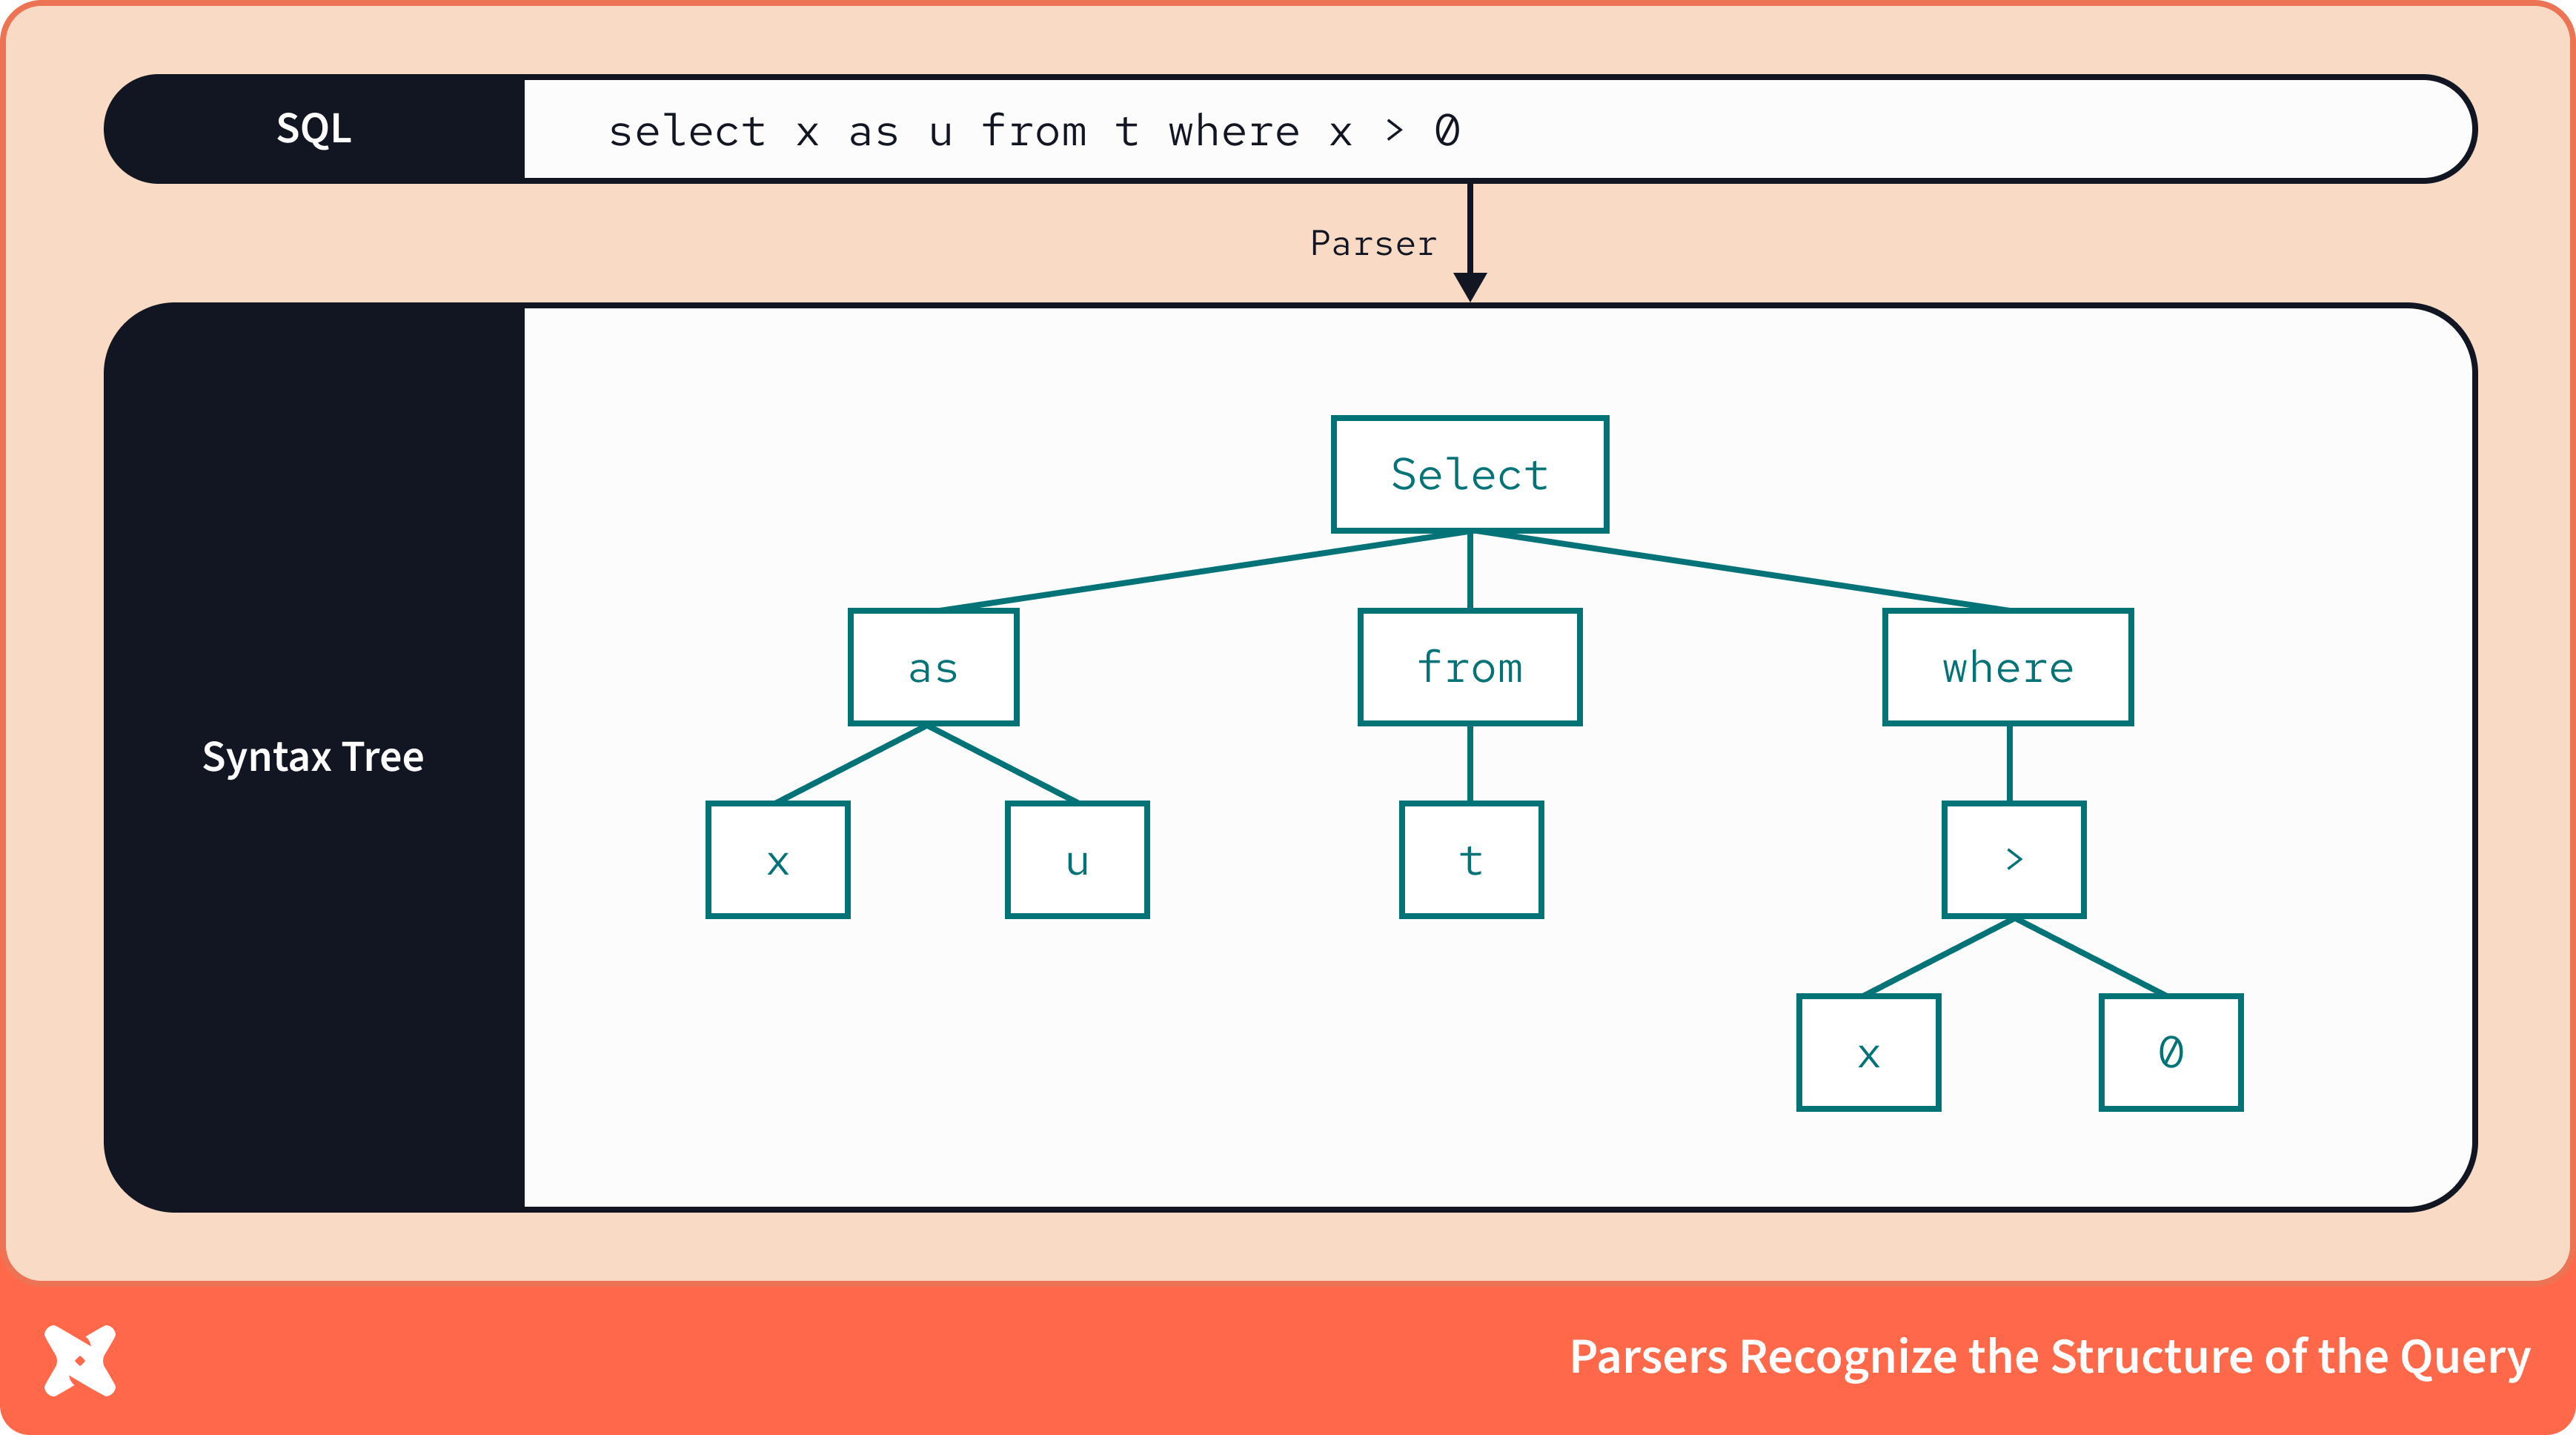 SQL
select x as u from t where x > 0
Parser
Syntax Tree
Select
as
from
where
x
u
t
>
x
0
Parsers Recognize the Structure of the Query